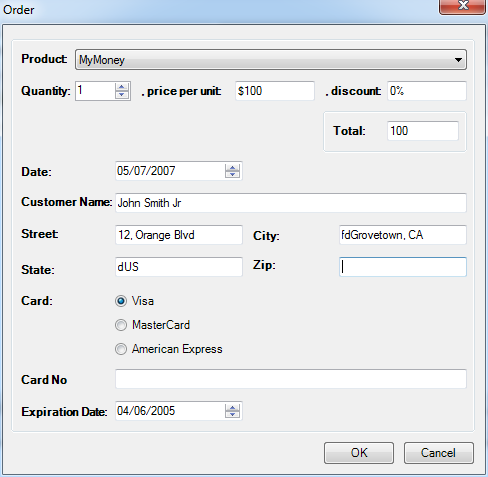 Order
Product: MyMoney
Quantity: 1 , price per unit: $100 , discount: 0%
Total: 100
Date: 05/07/2007
Customer Name: John Smith Jr
Street: 12, Orange Blvd City: fdGrovetown, CA
State: dUS Zip:
Card: Visa
MasterCard
American Express
Card No
Expiration Date: 04/06/2005
OK Cancel